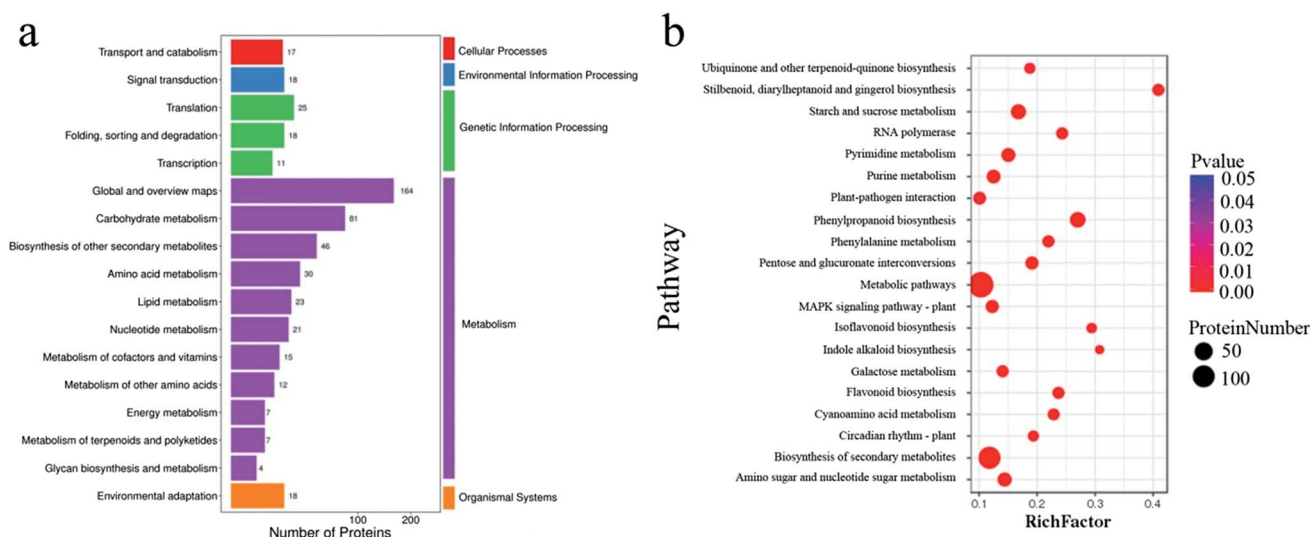 a
Transport and catabolism 17
Signal transduction 18
Translation 25
Folding, sorting and degradation 18
Transcription 11
Global and overview maps 164
Carbohydrate metabolism 81
Biosynthesis of other secondary metabolites 46
Amino acid metabolism 30
Lipid metabolism 23
Nucleotide metabolism 21
Metabolism of cofactors and vitamins 15
Metabolism of other amino acids 12
Energy metabolism 7
Metabolism of terpenoids and polyketides 7
Glycan biosynthesis and metabolism 4
Environmental adaptation 18
100 200
Number of Proteins
Cellular Processes
Environmental Information Processing
Genetic Information Processing
Metabolism
Organismal Systems
b
Pathway
Ubiquinone and other terpenoid-quinone biosynthesis
Stilbenoid, diarylheptanoid and gingerol biosynthesis
Starch and sucrose metabolism
RNA polymerase
Pyrimidine metabolism
Purine metabolism
Plant-pathogen interaction
Phenylpropanoid biosynthesis
Phenylalanine metabolism
Pentose and glucuronate interconversions
Metabolic pathways
MAPK signaling pathway - plant
Isoflavonoid biosynthesis
Indole alkaloid biosynthesis
Galactose metabolism
Flavonoid biosynthesis
Cyanoamino acid metabolism
Circadian rhythm - plant
Biosynthesis of secondary metabolites
Amino sugar and nucleotide sugar metabolism
0.1 0.2 0.3 0.4
RichFactor
Pvalue
0.05
0.04
0.03
0.02
0.01
0.00
ProteinNumber
50
100